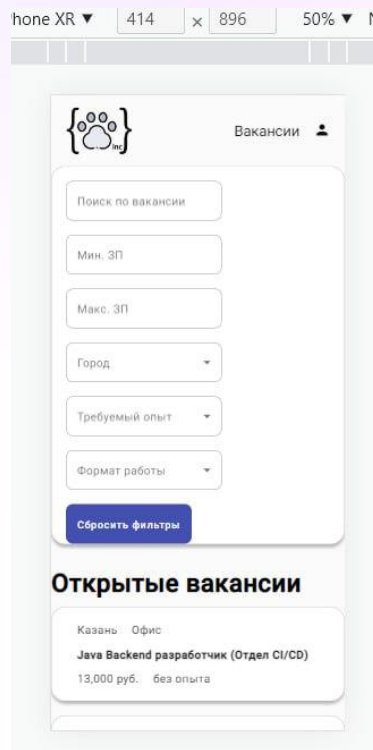 hone XR ▼ 414 × 896 50% ▼
inc
Вакансии
Поиск по вакансии
Мин. ЗП
Макс. ЗП
Город
Требуемый опыт
Формат работы
Сбросить фильтры
Открытые вакансии
Казань Офис
Java Backend разработчик (Отдел CI/CD)
13,000 руб. без опыта